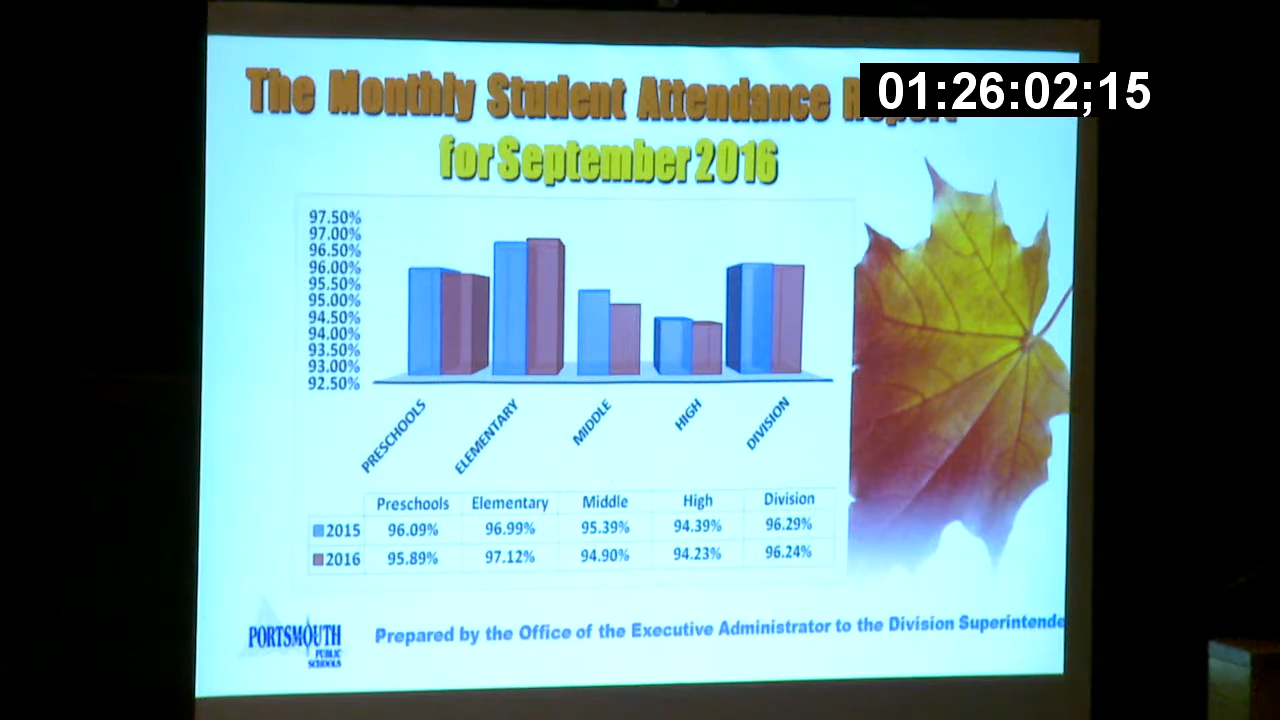 The Monthly Student Attendance
01:26:02;15
for September 2016
97.50%
97.00%
96.50%
96.00%
95.50%
95.00%
94.50%
94.00%
93.50%
93.00%
92.50%
PRESCHOOLS ELEMENTARY MIDDLE HIGH DIVISION
Preschools Elementary Middle High Division
2015 96.09% 96.99% 95.39% 94.39% 96.29%
2016 95.89% 97.12% 94.90% 94.23% 96.24%
PORTSMOUTH
PUBLIC
SCHOOLS
Prepared by the Office of the Executive Administrator to the Division Superintende